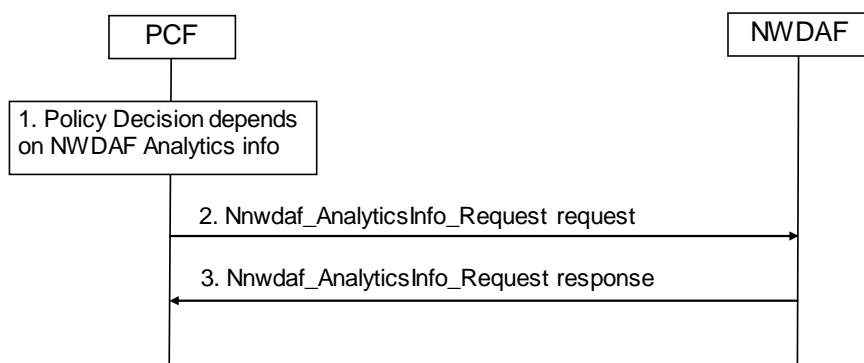 PCF
NWDAF
1. Policy Decision depends
on NWDAF Analytics info
2. Nnwdaf_AnalyticsInfo_Request request
3. Nnwdaf_AnalyticsInfo_Request response